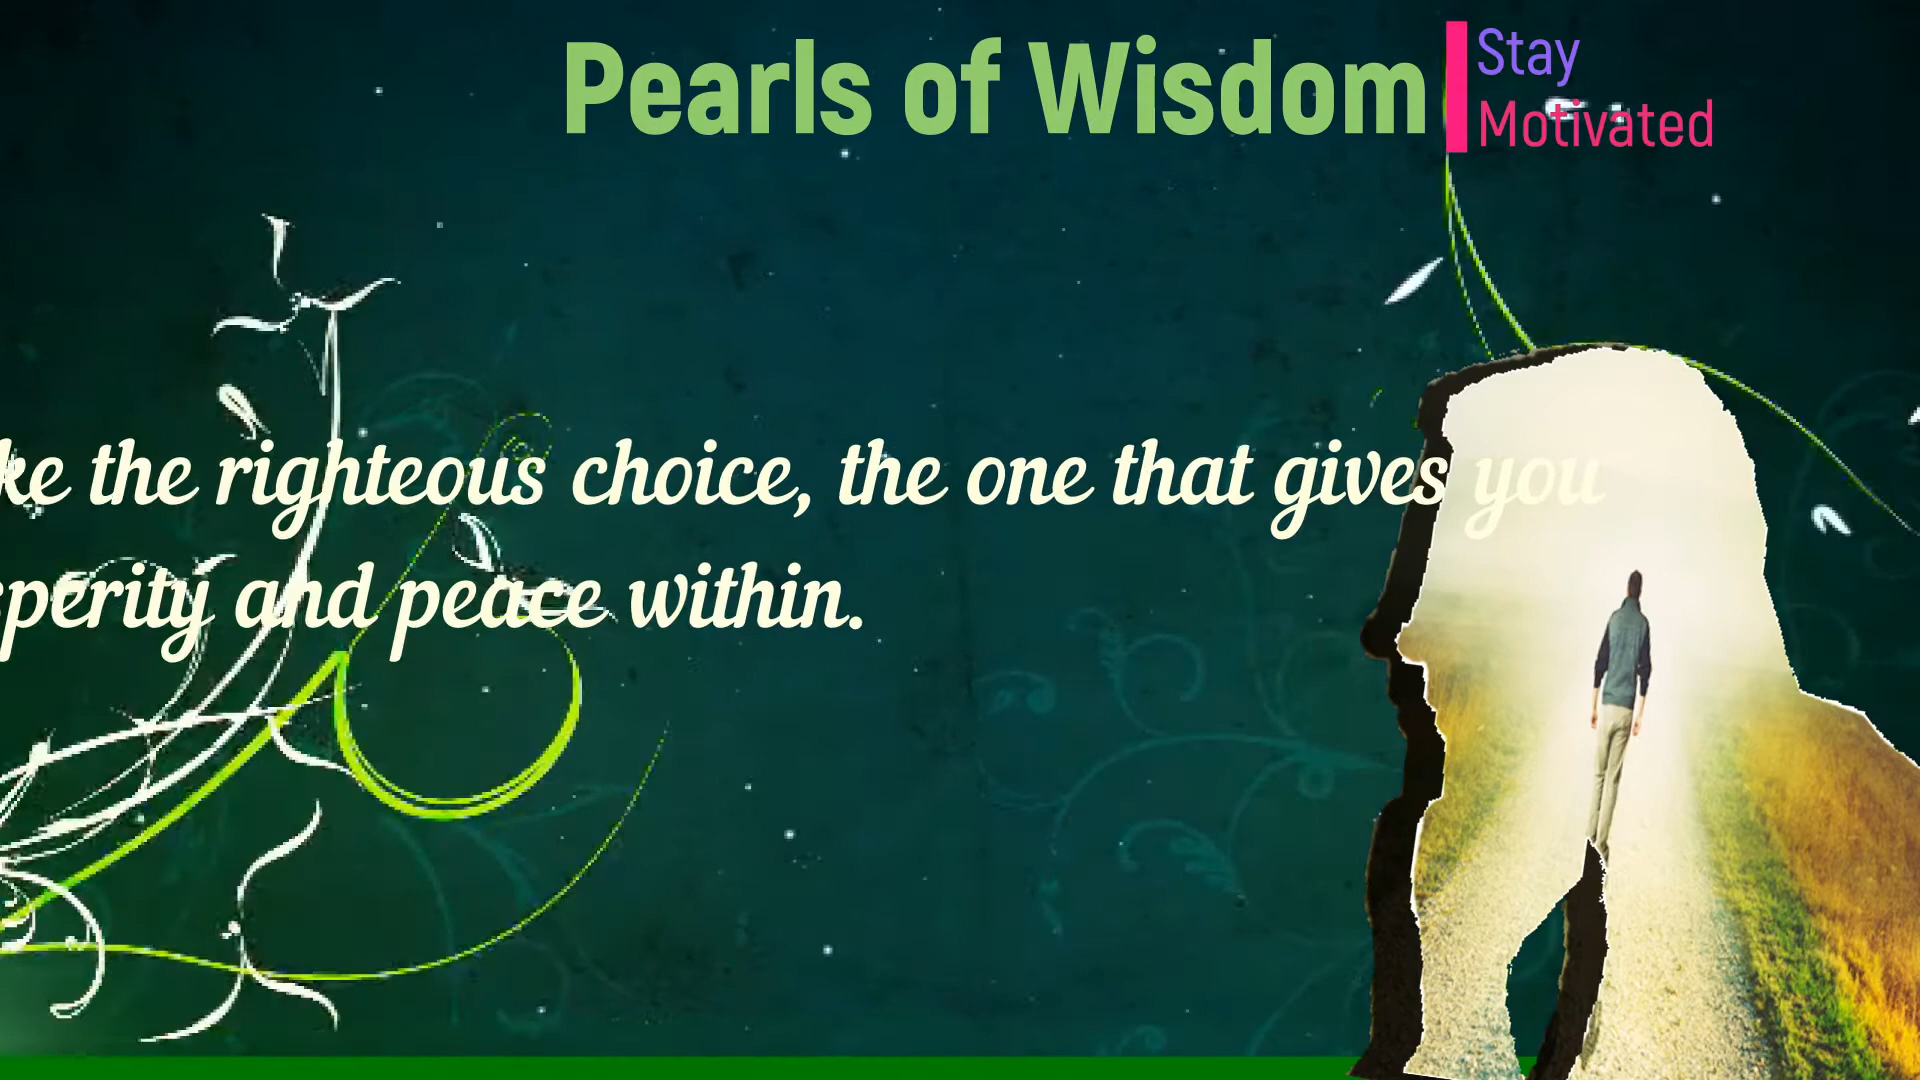 Pearls of Wisdom
Stay
Motivated
ke the righteous choice, the one that gives you
sperity and peace within.